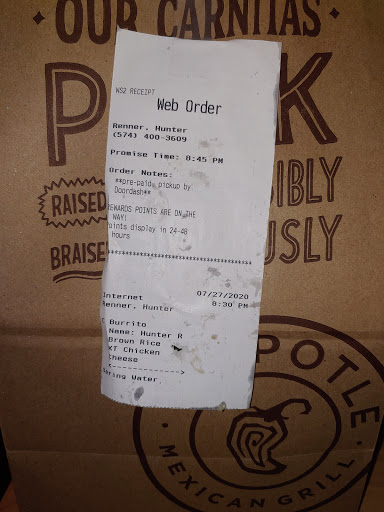 · OUR CARNITAS ·
RAISED
BRAISE
IBLY
USLY
WS2 RECEIPT
Web Order
Renner, Hunter
(574) 400-3609
Promise Time: 8:45 PM
Order Notes:
**pre-paid: pickup by
Doordash**
EWARDS POINTS ARE ON THE
WAY!
oints display in 24-48
hours
****************************************
Internet 07/27/2020
Renner, Hunter 8:30 PM
Burrito
Name: Hunter R
Brown Rice
XT Chicken
Cheese
<--------------->
Spring Water
POTLE
· MEXICAN GRILL ·